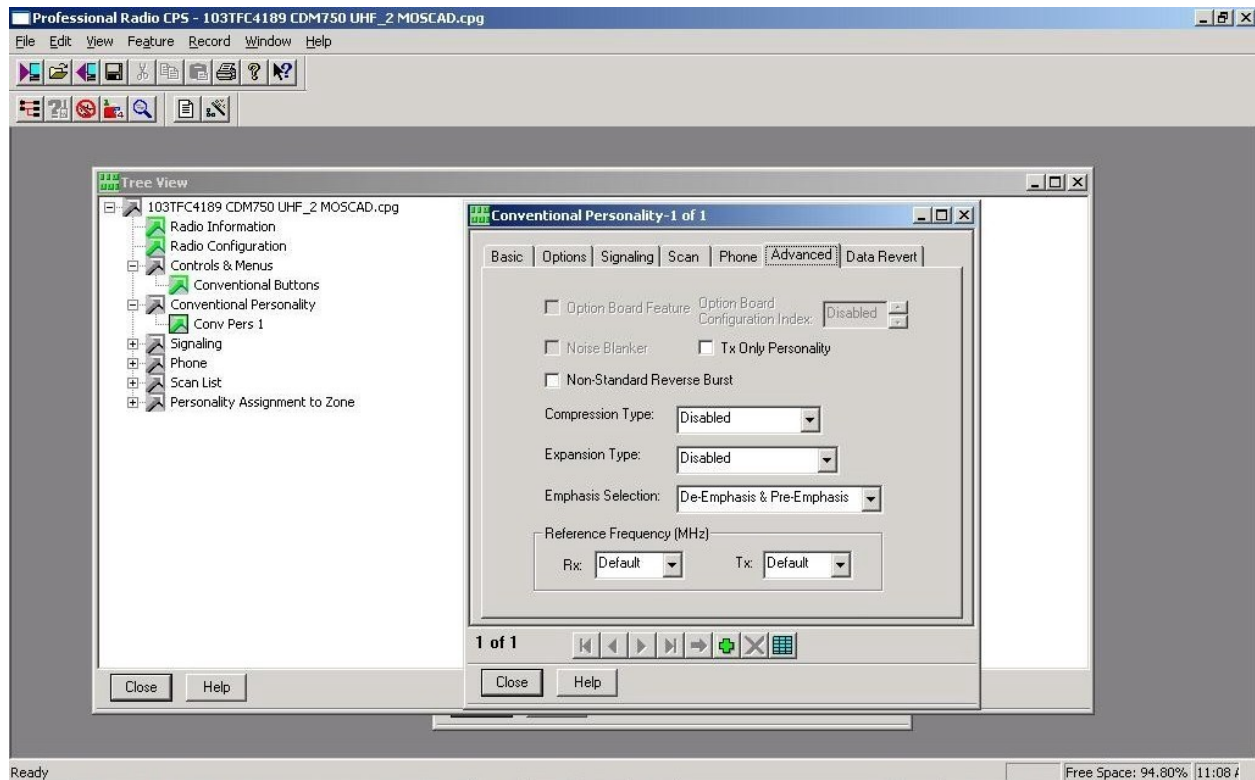 Professional Radio CPS - 103TFC4189 CDM750 UHF_2 MOSCAD.cpg
File Edit View Feature Record Window Help
Tree View
103TFC4189 CDM750 UHF_2 MOSCAD.cpg
Radio Information
Radio Configuration
Controls & Menus
Conventional Buttons
Conventional Personality
Conv Pers 1
Signaling
Phone
Scan List
Personality Assignment to Zone
Close Help
Conventional Personality-1 of 1
Basic Options Signaling Scan Phone Advanced Data Revert
Option Board Feature
Option Board
Configuration Index: Disabled
Noise Blanker Tx Only Personality
Non-Standard Reverse Burst
Compression Type: Disabled
Expansion Type: Disabled
Emphasis Selection: De-Emphasis & Pre-Emphasis
Reference Frequency (MHz)
Rx: Default Tx: Default
1 of 1
Close Help
Ready Free Space: 94.80% 11:08